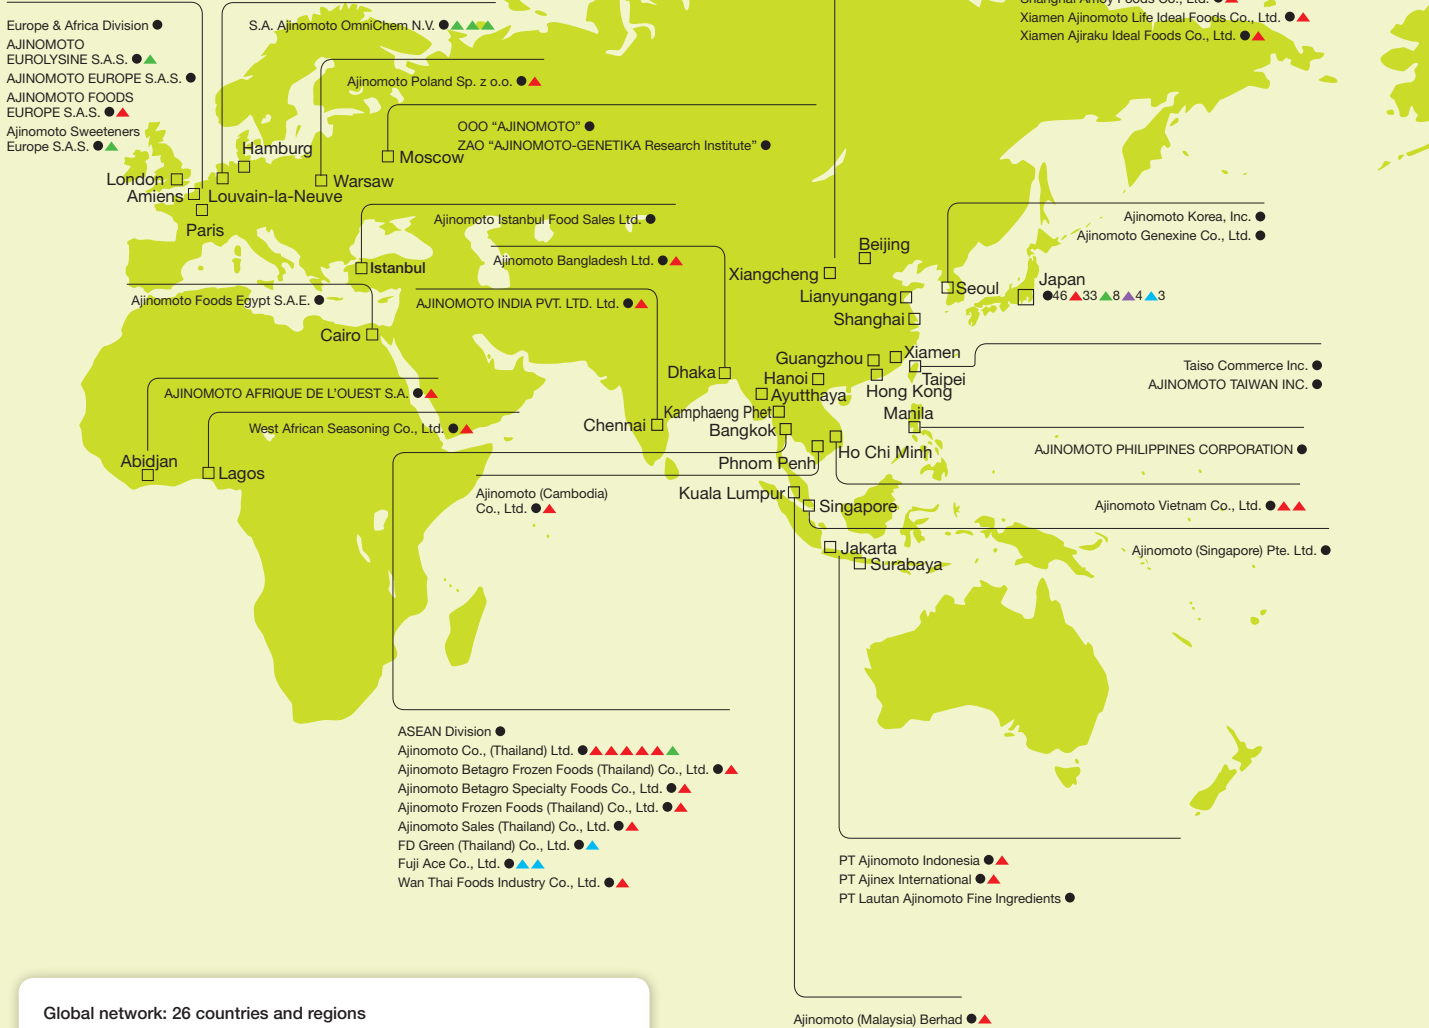 Shanghai Amoy Foods Co., Ltd.
Xiamen Ajinomoto Life Ideal Foods Co., Ltd.
Xiamen Ajiraku Ideal Foods Co., Ltd.
Europe & Africa Division
AJINOMOTO
EUROLYSINE S.A.S.
AJINOMOTO EUROPE S.A.S.
AJINOMOTO FOODS
EUROPE S.A.S.
Ajinomoto Sweeteners
Europe S.A.S.
S.A. Ajinomoto OmniChem N.V.
Ajinomoto Poland Sp. z o.o.
OOO “AJINOMOTO”
ZAO “AJINOMOTO-GENETIKA Research Institute”
Hamburg
Moscow
London
Warsaw
Amiens
Louvain-la-Neuve
Paris
Ajinomoto Istanbul Food Sales Ltd.
Istanbul
Ajinomoto Bangladesh Ltd.
AJINOMOTO INDIA PVT. LTD. Ltd.
Ajinomoto Foods Egypt S.A.E.
Cairo
Ajinomoto Korea, Inc.
Ajinomoto Genexine Co., Ltd.
Beijing
Xiangcheng
Lianyungang
Seoul
Japan
46 33 8 4 3
Shanghai
Guangzhou
Xiamen
Taipei
Taiso Commerce Inc.
AJINOMOTO TAIWAN INC.
Dhaka
Hanoi
Hong Kong
Ayutthaya
Kamphaeng Phet
Manila
Chennai
Bangkok
AJINOMOTO PHILIPPINES CORPORATION
AJINOMOTO AFRIQUE DE L’OUEST S.A.
West African Seasoning Co., Ltd.
Abidjan
Lagos
Phnom Penh
Ho Chi Minh
Ajinomoto (Cambodia)
Co., Ltd.
Kuala Lumpur
Singapore
Ajinomoto Vietnam Co., Ltd.
Jakarta
Surabaya
Ajinomoto (Singapore) Pte. Ltd.
ASEAN Division
Ajinomoto Co., (Thailand) Ltd.
Ajinomoto Betagro Frozen Foods (Thailand) Co., Ltd.
Ajinomoto Betagro Specialty Foods Co., Ltd.
Ajinomoto Frozen Foods (Thailand) Co., Ltd.
Ajinomoto Sales (Thailand) Co., Ltd.
FD Green (Thailand) Co., Ltd.
Fuji Ace Co., Ltd.
Wan Thai Foods Industry Co., Ltd.
PT Ajinomoto Indonesia
PT Ajinex International
PT Lautan Ajinomoto Fine Ingredients
Global network: 26 countries and regions
Ajinomoto (Malaysia) Berhad